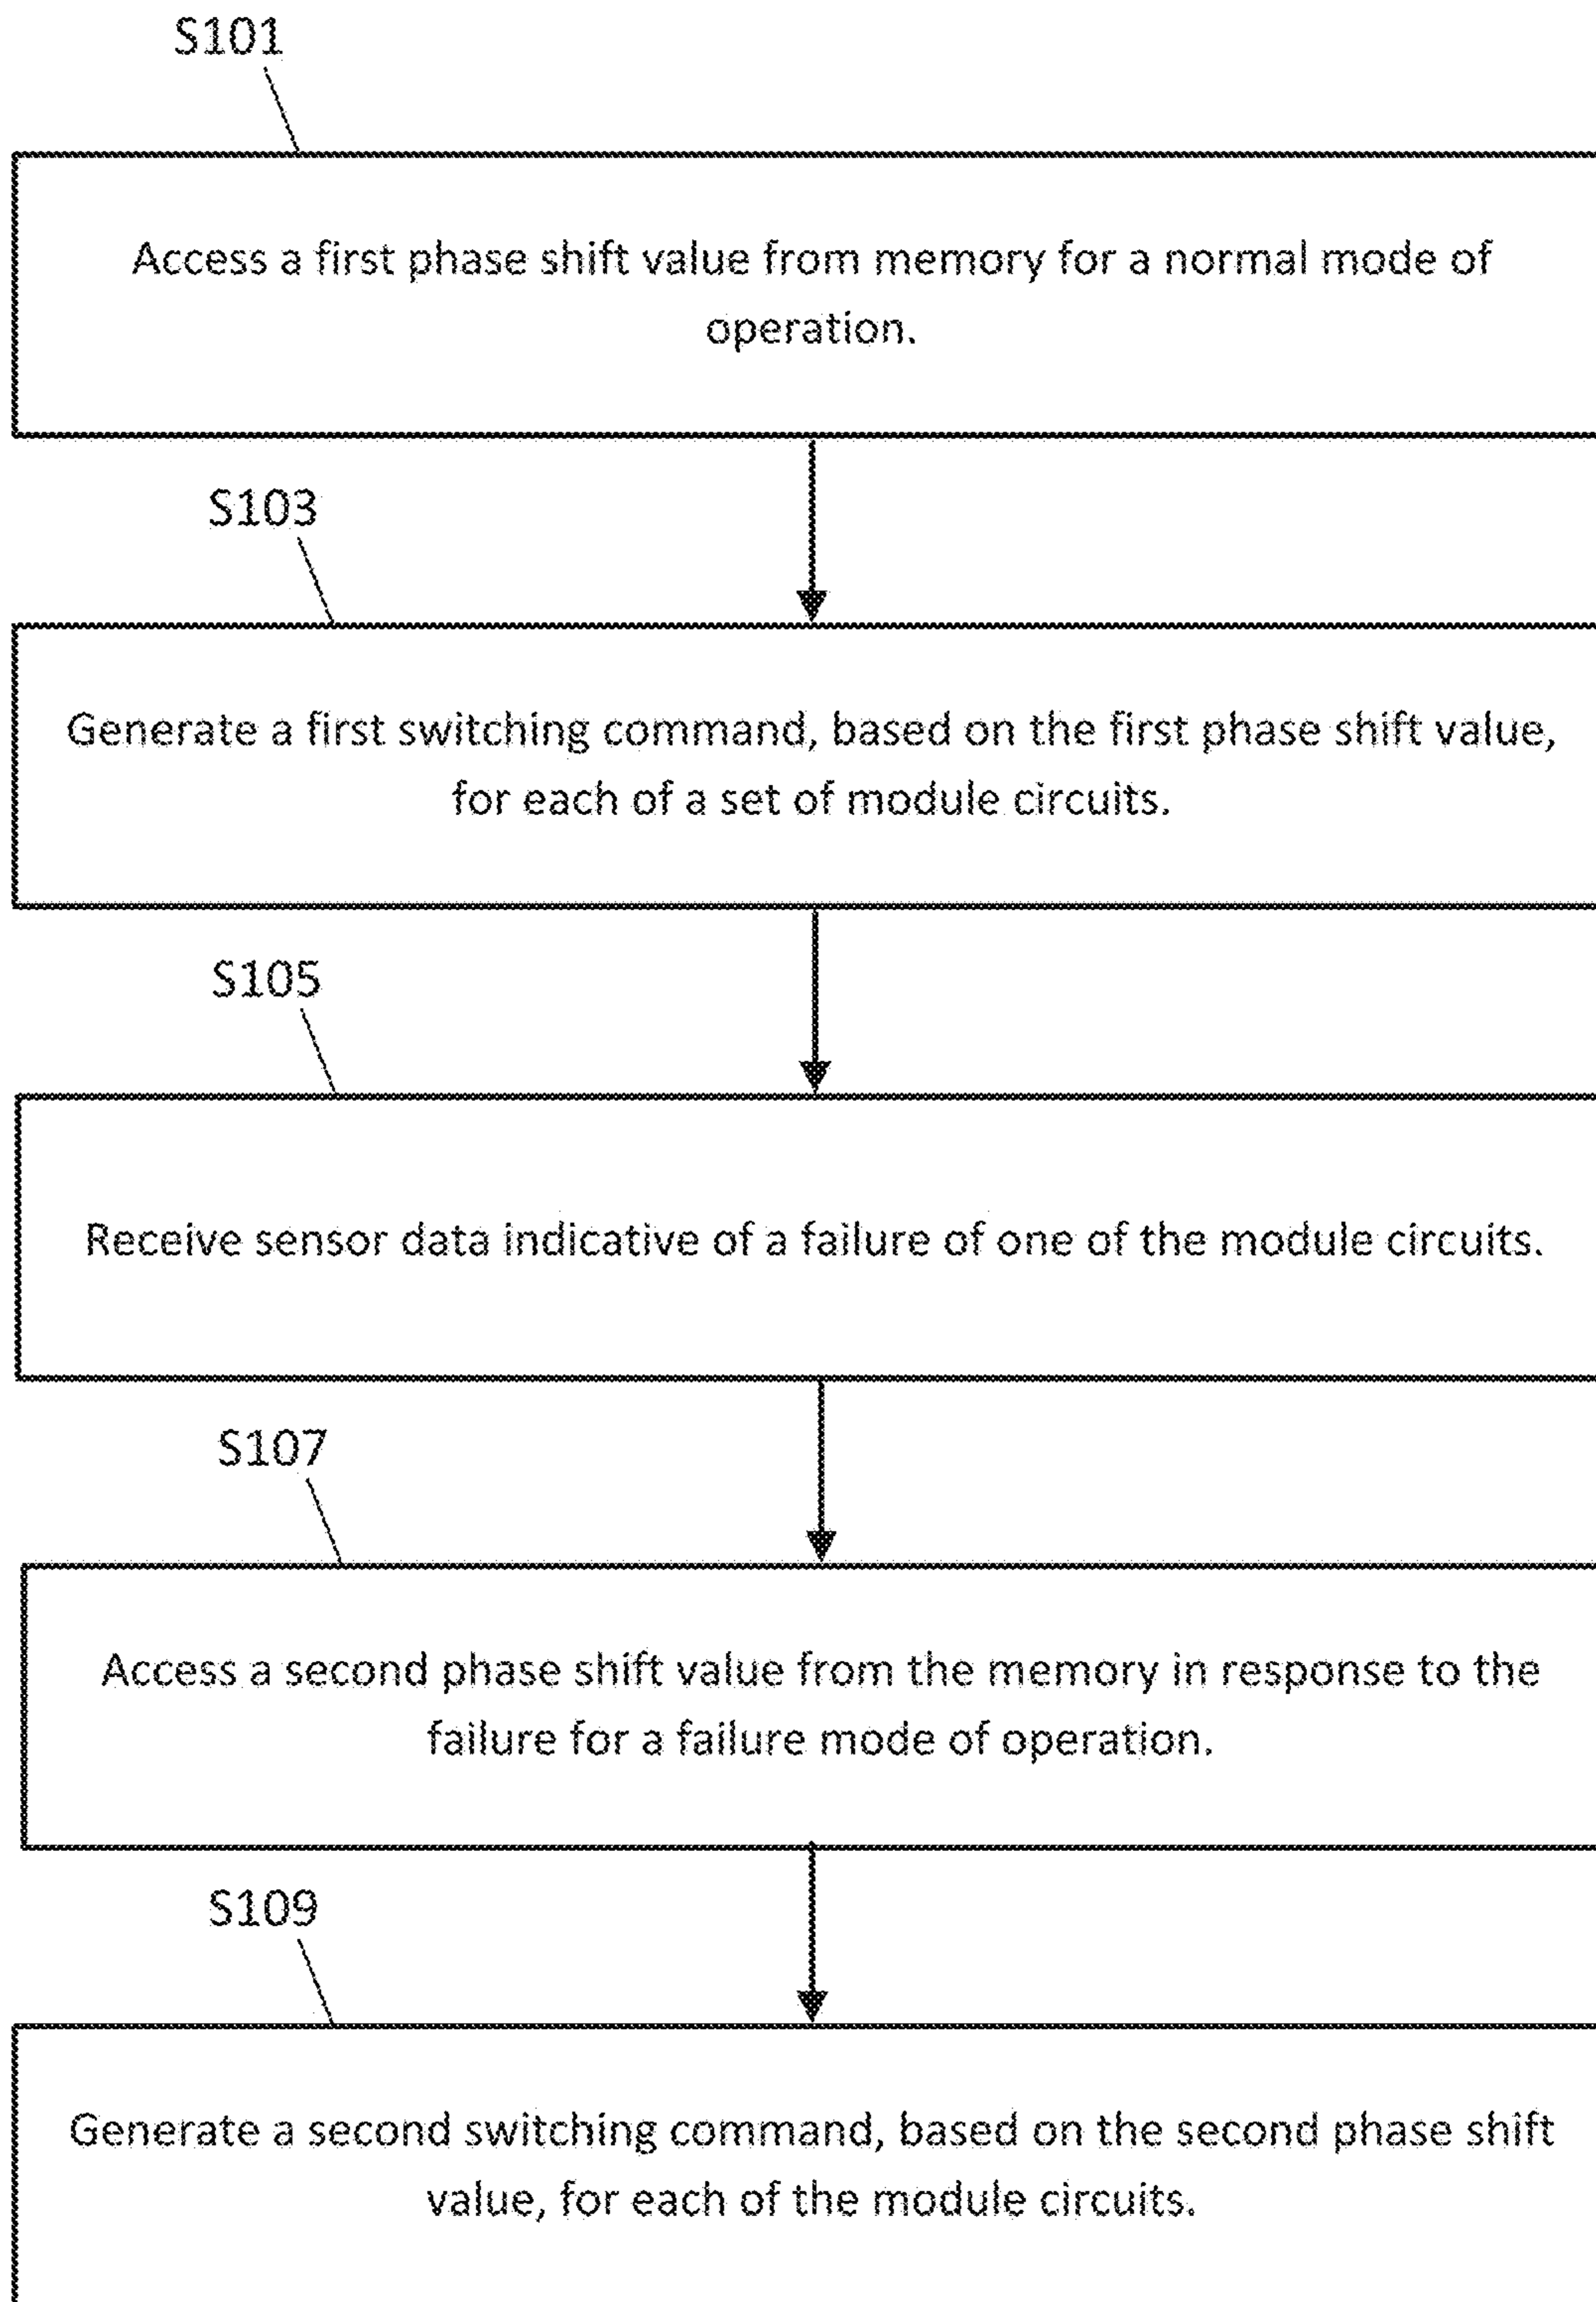 S101
Access a first phase shift value from memory for a normal mode of
operation.
S103
Generate a first switching command, based on the first phase shift value,
for each of a set of module circuits.
S105
Receive sensor data indicative of a failure of one of the module circuits.
S107
Access a second phase shift value from the memory in response to the
failure for a failure mode of operation.
S109
Generate a second switching command, based on the second phase shift
value, for each of the module circuits.